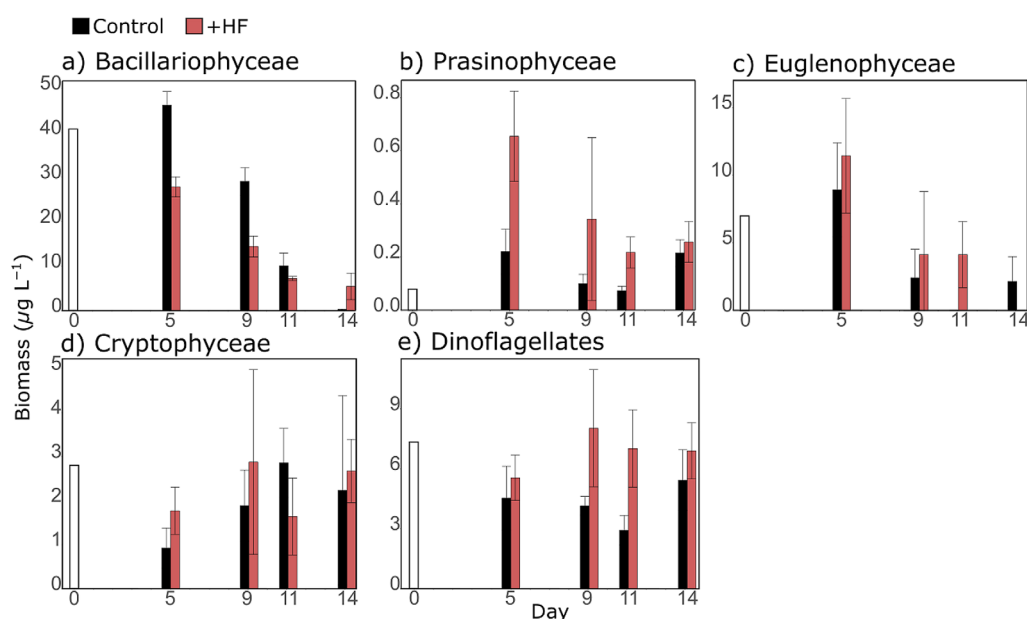 Control +HF
a) Bacillariophyceae
b) Prasinophyceae
c) Euglenophyceae
50
40
30
20
10
0
0 5 9 11 14
0.8
0.6
0.4
0.2
0.0
0 5 9 11 14
15
10
5
0
0 5 9 11 14
Biomass (µg L⁻¹)
d) Cryptophyceae
e) Dinoflagellates
5
4
3
2
1
0
0 5 9 11 14
9
6
3
0
0 5 9 11 14
Day